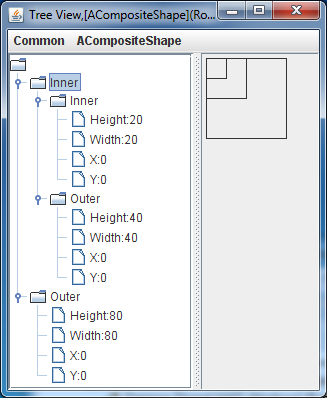 Tree View,[ACompositeShape](Ro...
Common ACompositeShape
Inner
Inner
Height:20
Width:20
X:0
Y:0
Outer
Height:40
Width:40
X:0
Y:0
Outer
Height:80
Width:80
X:0
Y:0